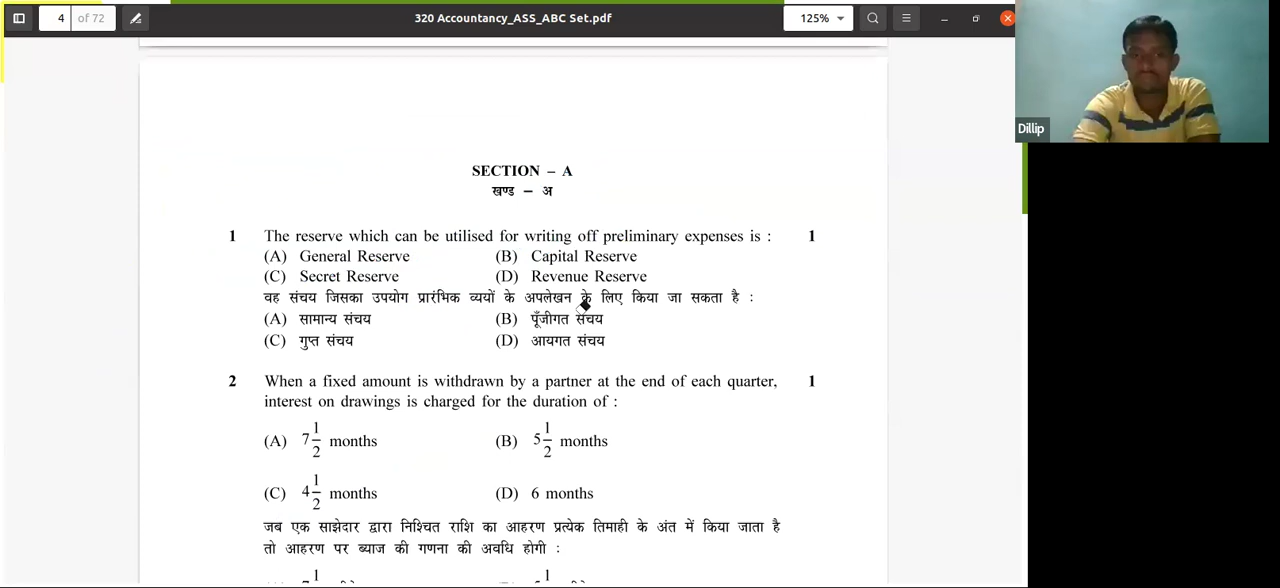 4 of 72
320 Accountancy_ASS_ABC Set.pdf
125%
Dillip
SECTION – A
खण्ड – अ
1 The reserve which can be utilised for writing off preliminary expenses is : 1
(A) General Reserve (B) Capital Reserve
(C) Secret Reserve (D) Revenue Reserve
वह संचय जिसका उपयोग प्रारंभिक व्ययों के अपलेखन के लिए किया जा सकता है :
(A) सामान्य संचय (B) पूँजीगत संचय
(C) गुप्त संचय (D) आयगत संचय
2 When a fixed amount is withdrawn by a partner at the end of each quarter, 1
interest on drawings is charged for the duration of :
(A) 7 1/2 months (B) 5 1/2 months
(C) 4 1/2 months (D) 6 months
जब एक साझेदार द्वारा निश्चित राशि का आहरण प्रत्येक तिमाही के अंत में किया जाता है
तो आहरण पर ब्याज की गणना की अवधि होगी :